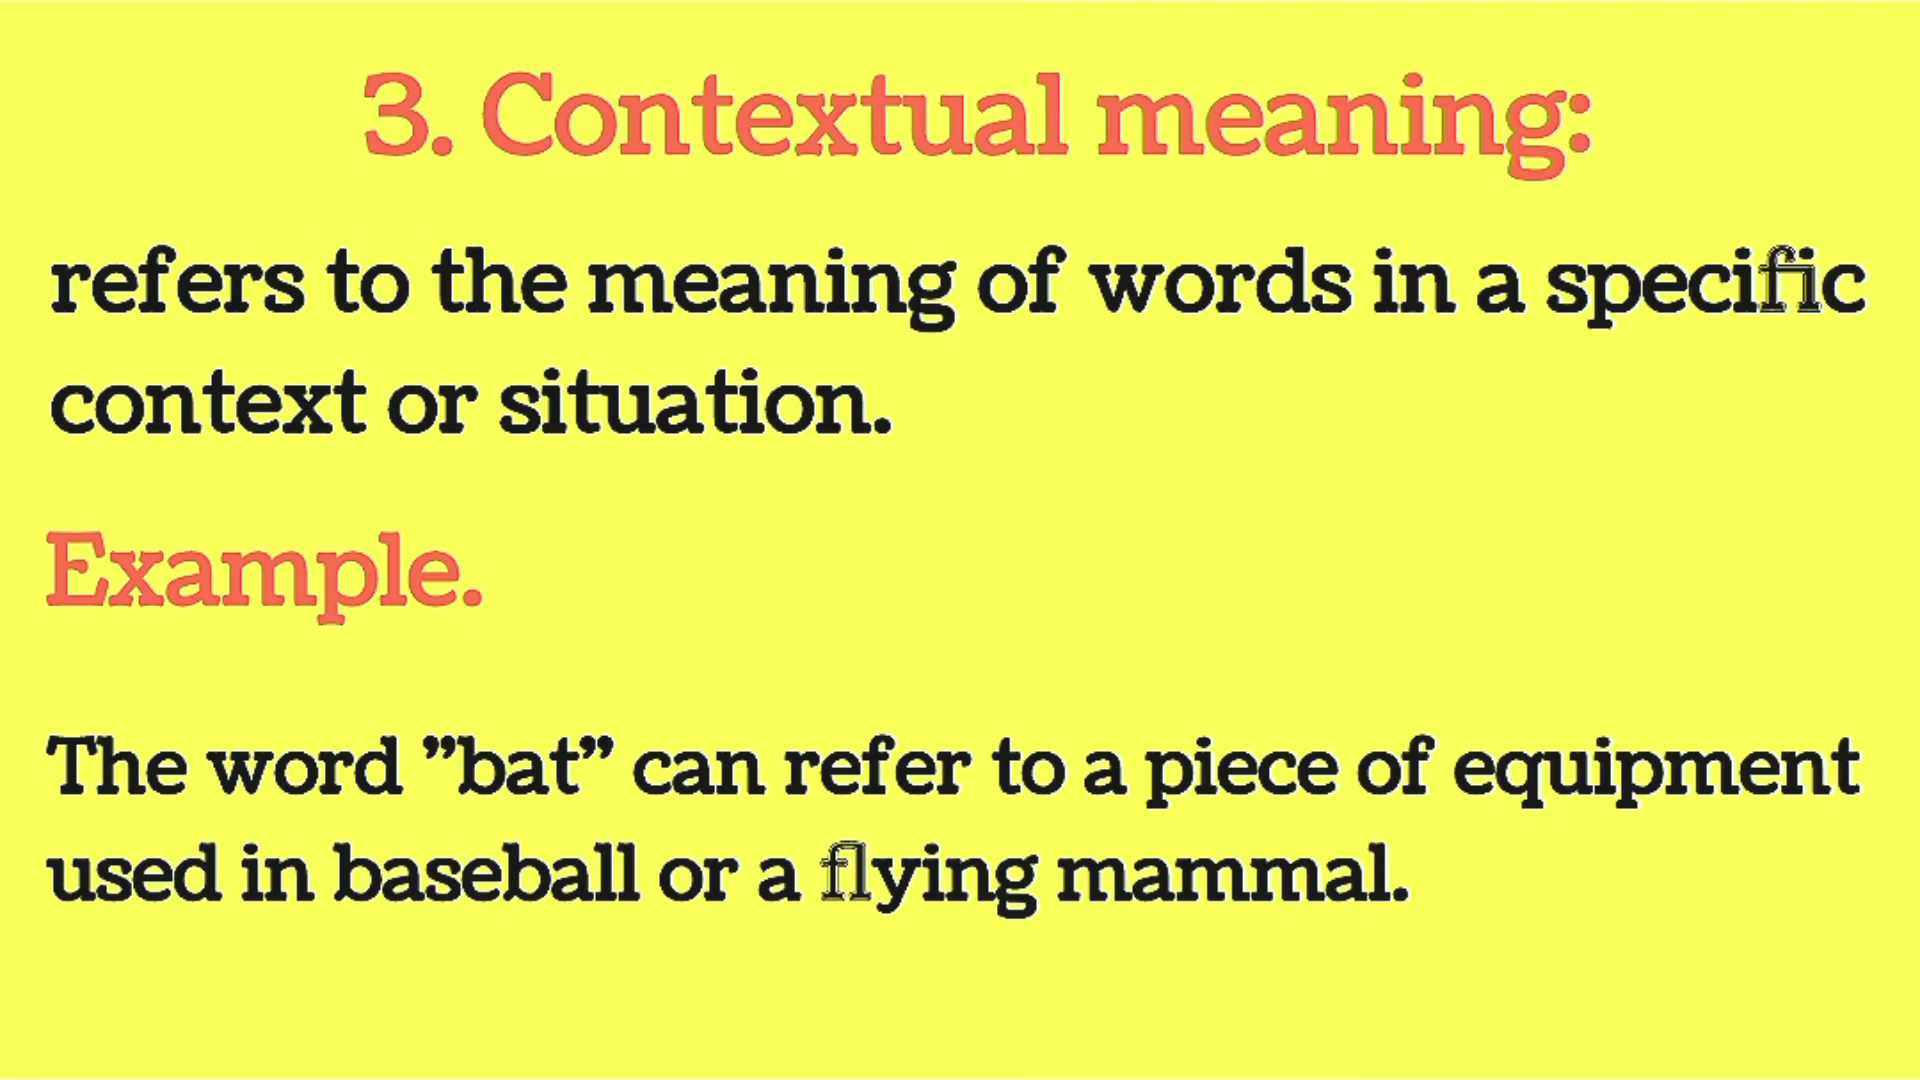 3. Contextual meaning:
refers to the meaning of words in a specific
context or situation.
Example.
The word ”bat” can refer to a piece of equipment
used in baseball or a flying mammal.